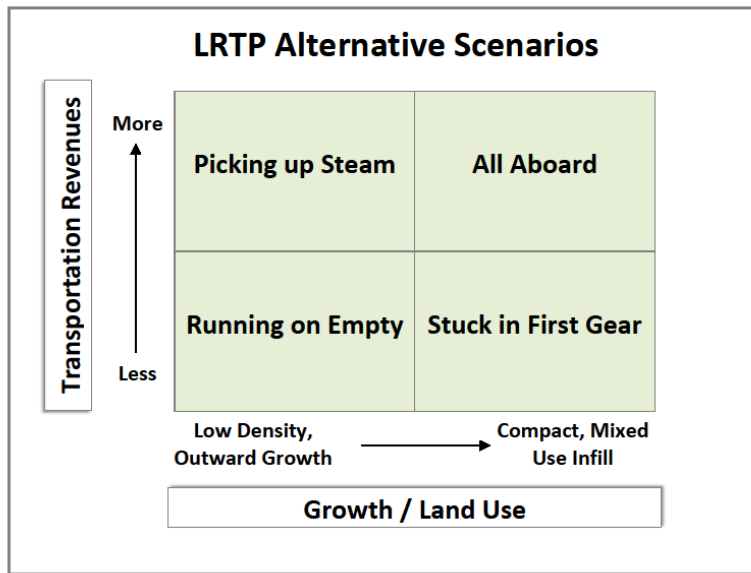 LRTP Alternative Scenarios
Transportation Revenues
More
Less
Picking up Steam
All Aboard
Running on Empty
Stuck in First Gear
Low Density,
Outward Growth
Compact, Mixed
Use Infill
Growth / Land Use